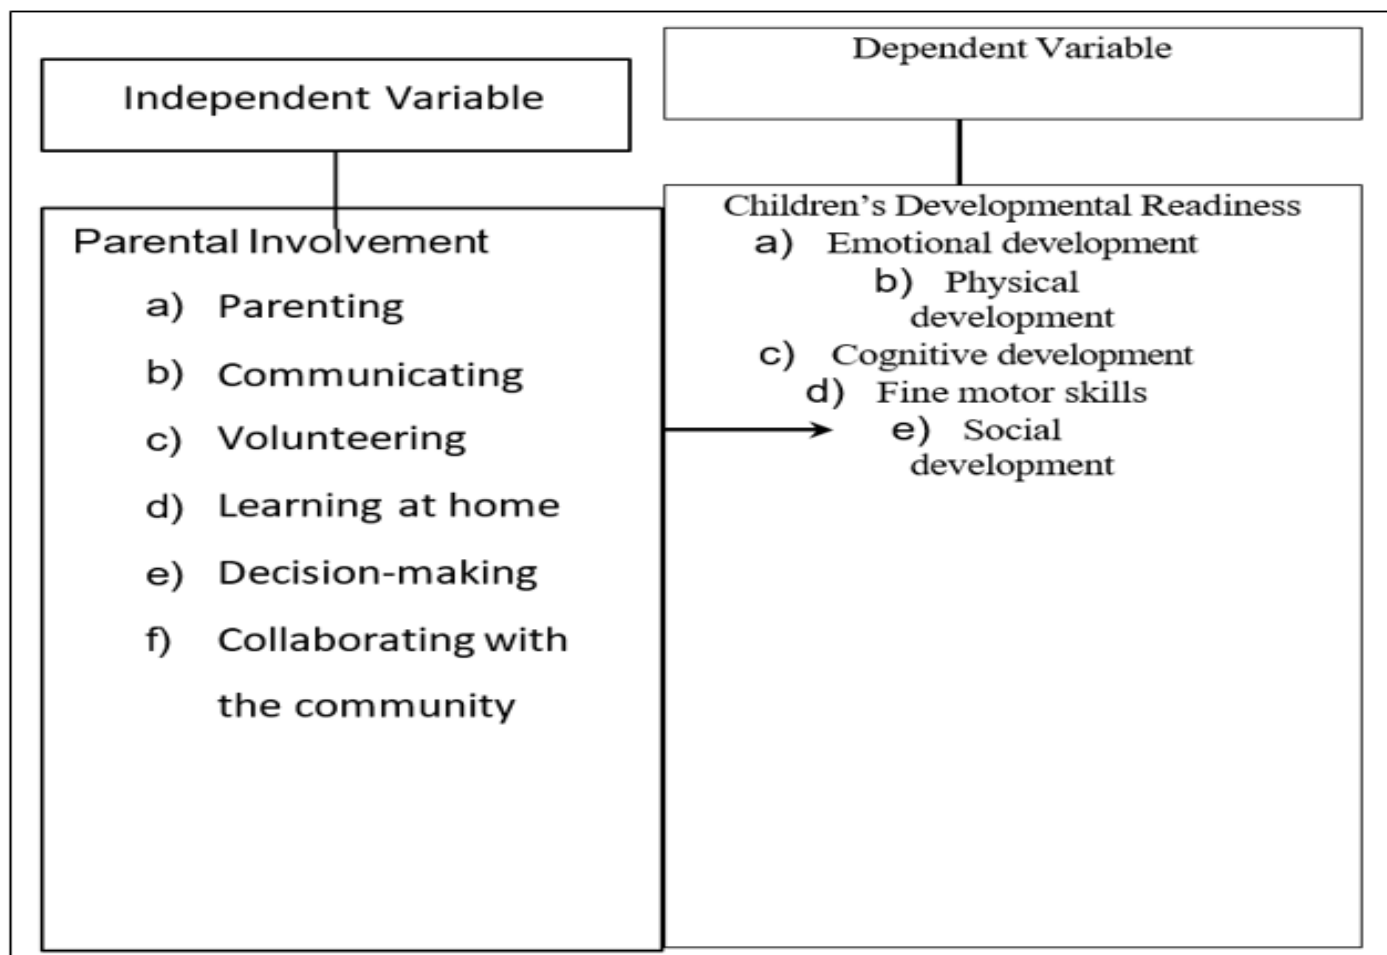 Independent Variable
Parental Involvement
a) Parenting
b) Communicating
c) Volunteering
d) Learning at home
e) Decision-making
f) Collaborating with
the community
Dependent Variable
Children’s Developmental Readiness
a) Emotional development
b) Physical
development
c) Cognitive development
d) Fine motor skills
e) Social
development